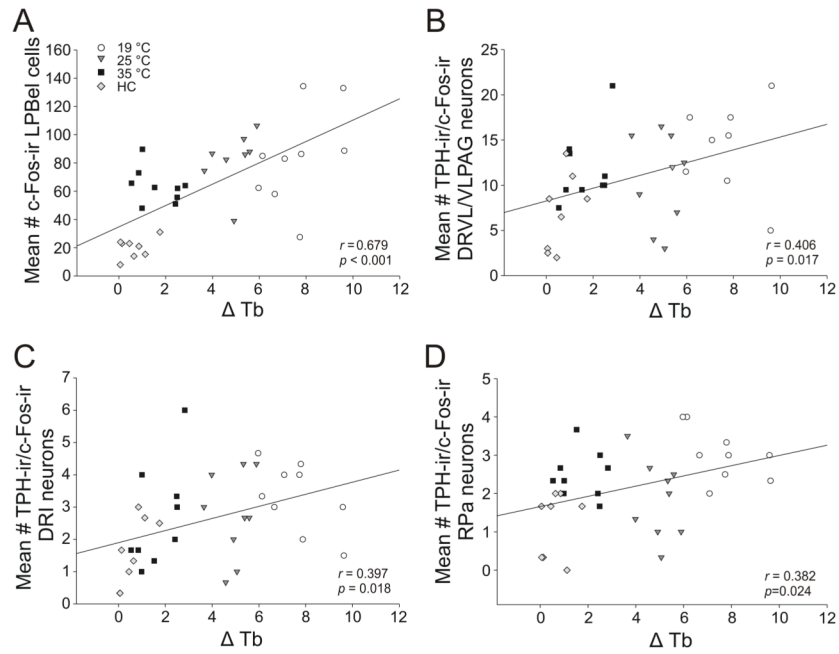 A
19 °C
25 °C
35 °C
HC
Mean # c-Fos-ir LPBel cells
160
140
120
100
80
60
40
20
0
0 2 4 6 8 10 12
Δ Tb
r = 0.679
p < 0.001
B
Mean # TPH-ir/c-Fos-ir
DRVL/VLPAG neurons
25
20
15
10
5
0
0 2 4 6 8 10 12
Δ Tb
r = 0.406
p = 0.017
C
Mean # TPH-ir/c-Fos-ir
DRI neurons
7
6
5
4
3
2
1
0
0 2 4 6 8 10 12
Δ Tb
r = 0.397
p = 0.018
D
Mean # TPH-ir/c-Fos-ir
RPa neurons
5
4
3
2
1
0
0 2 4 6 8 10 12
Δ Tb
r = 0.382
p=0.024